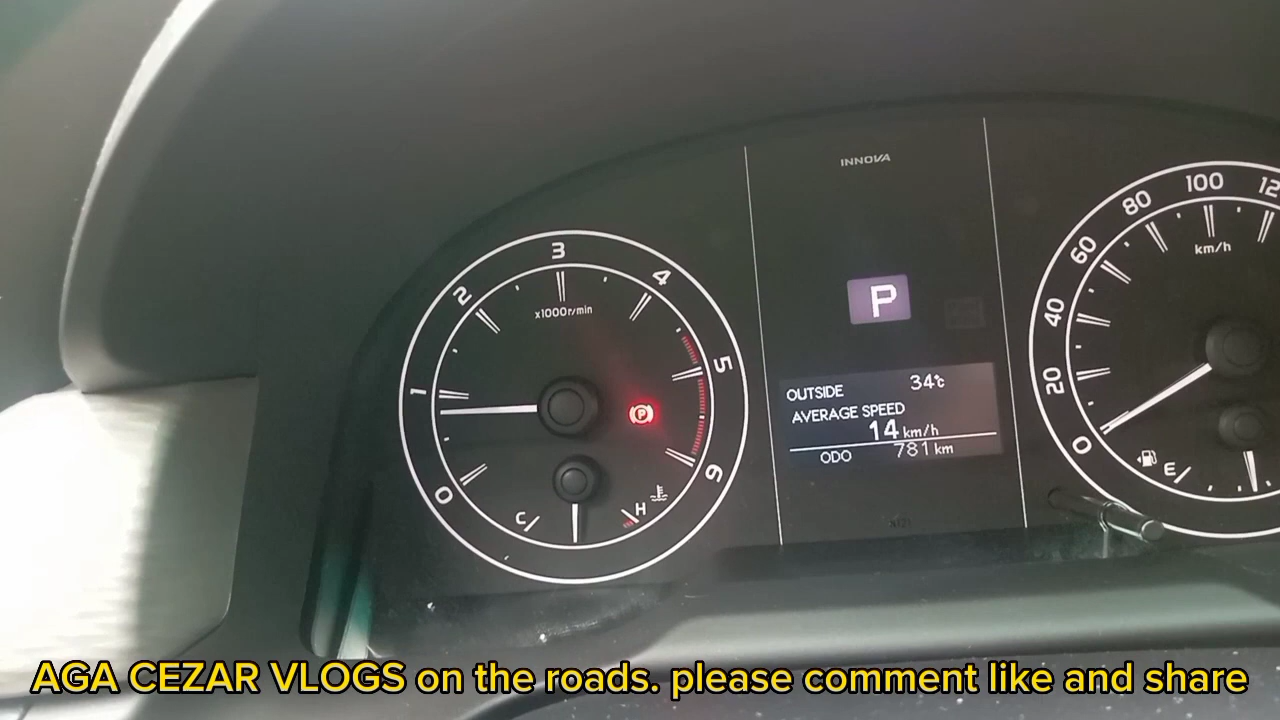 INNOVA
0
1
2
3
4
5
6
x1000r/min
P
C
H
P
OUTSIDE 34℃
AVERAGE SPEED
14 km/h
ODO 781 km
0
20
40
60
80
100
km/h
E
AGA CEZAR VLOGS on the roads. please comment like and share